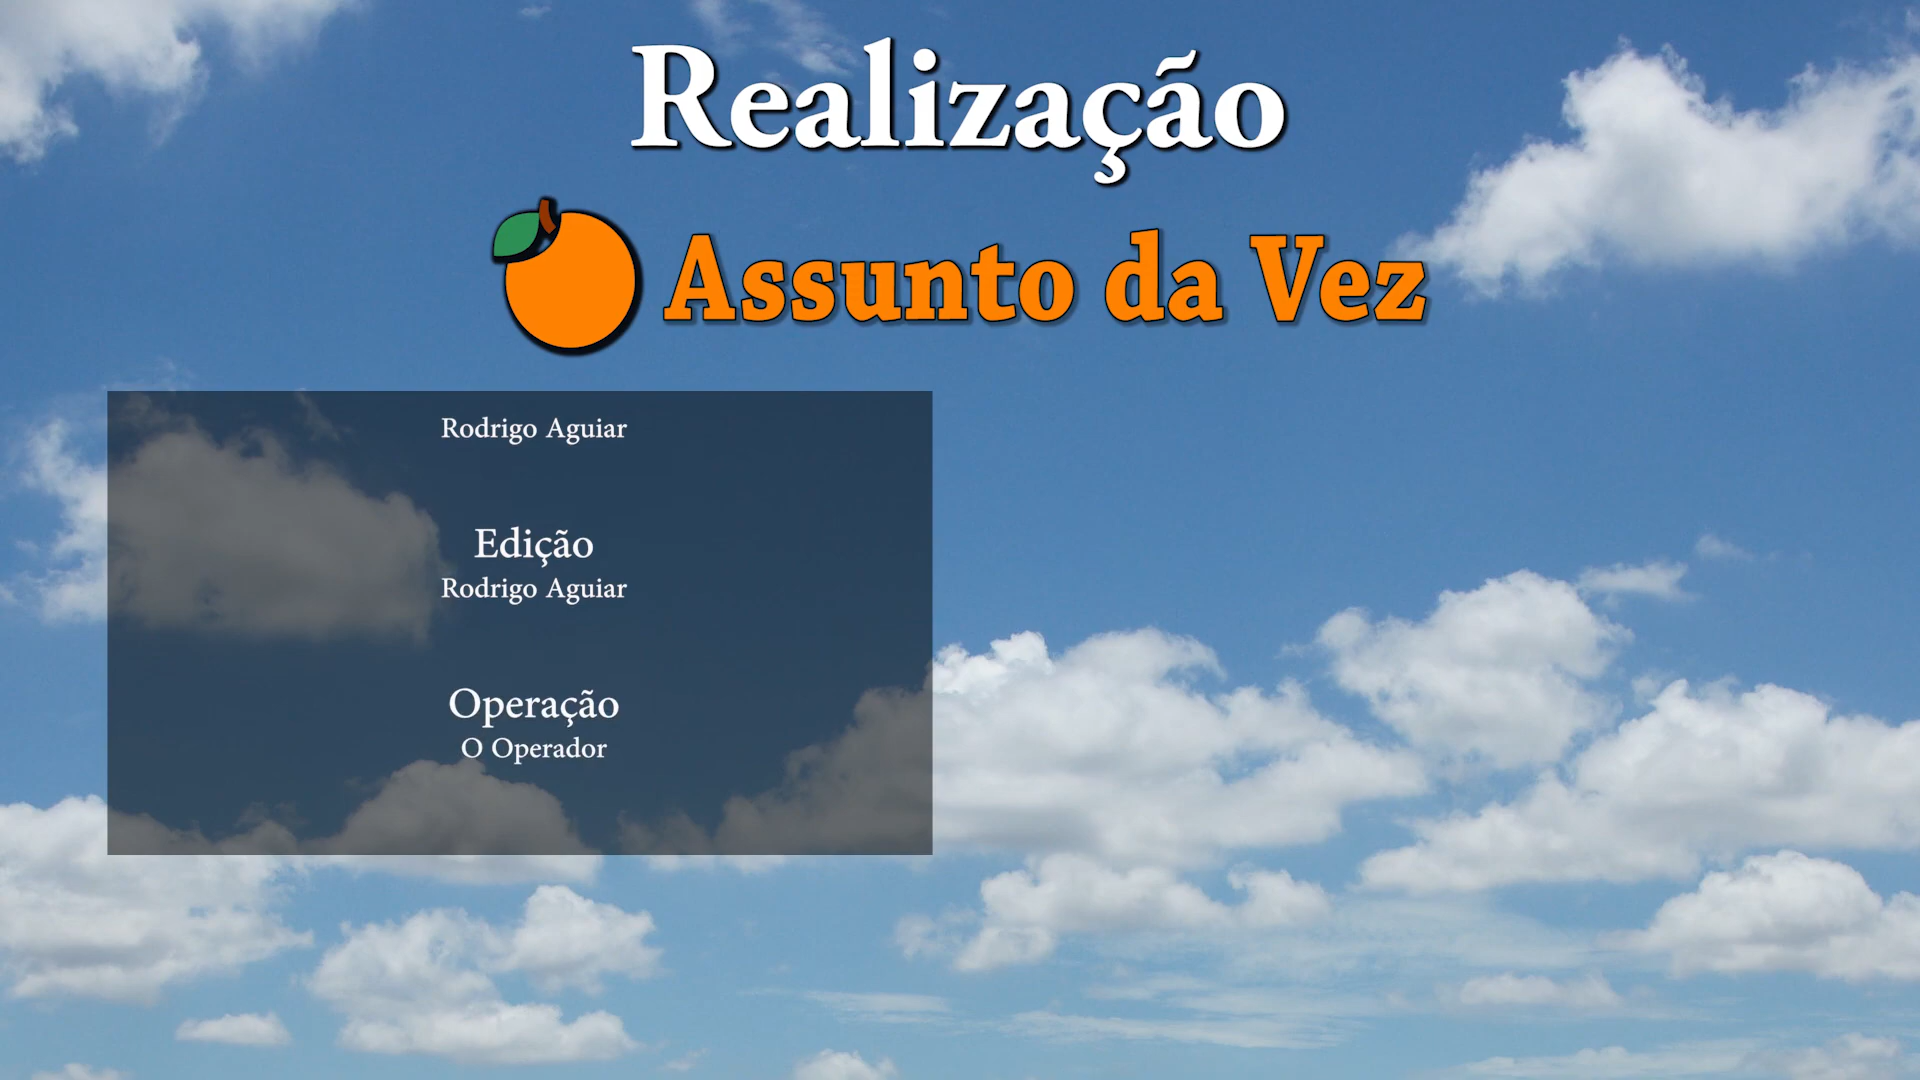 Realização
Assunto da Vez
Rodrigo Aguiar
Edição
Rodrigo Aguiar
Operação
O Operador